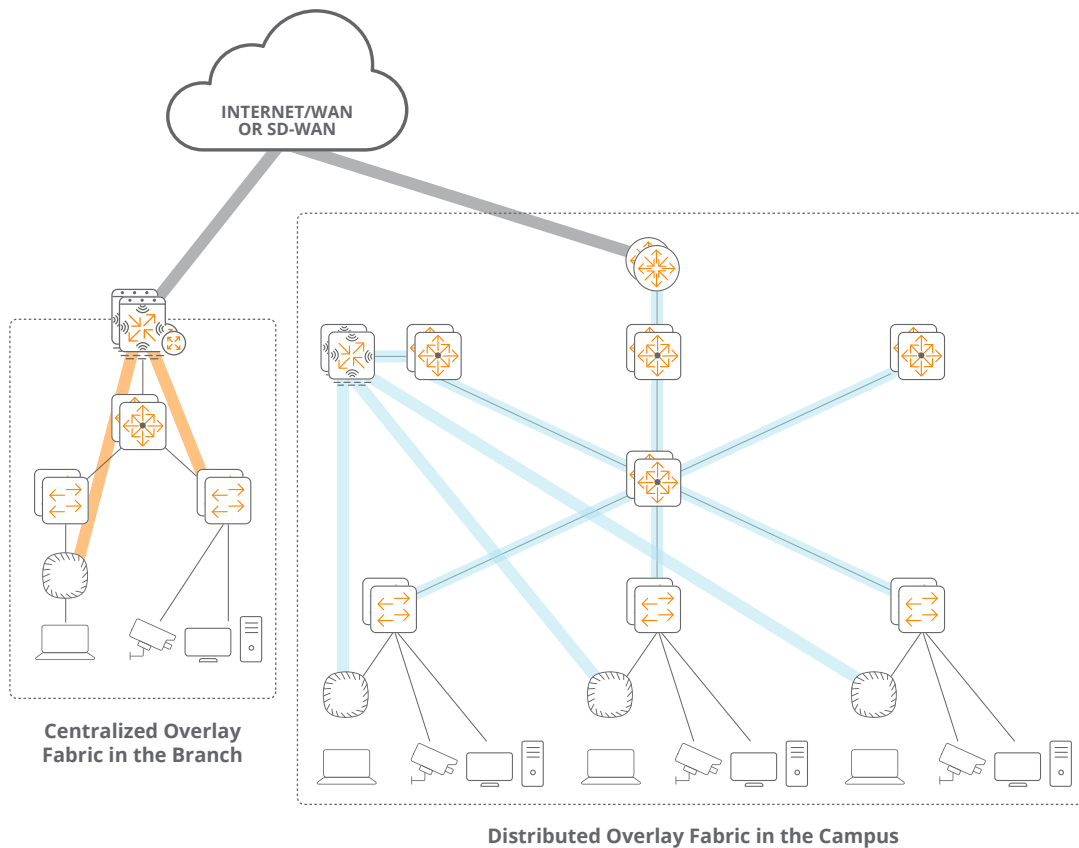 INTERNET/WAN
OR SD-WAN
Centralized Overlay
Fabric in the Branch
Distributed Overlay Fabric in the Campus